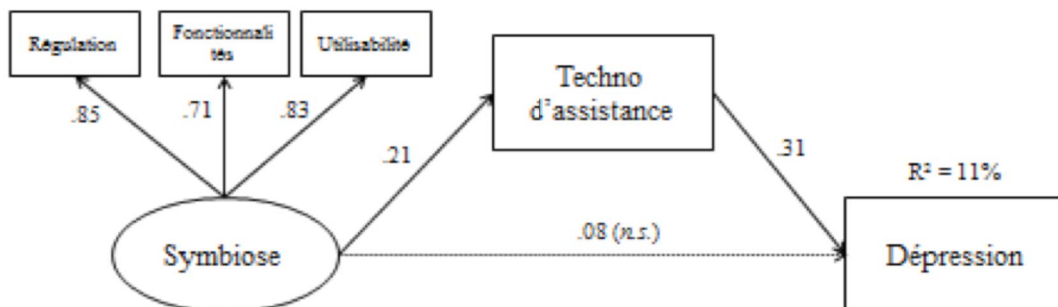 Régulation
Fonctionnali
tés
Utilisabilité
.85
.71
.83
Techno
d'assistance
.21
.31
R² = 11%
.08 (n.s.)
Symbiose
Dépression